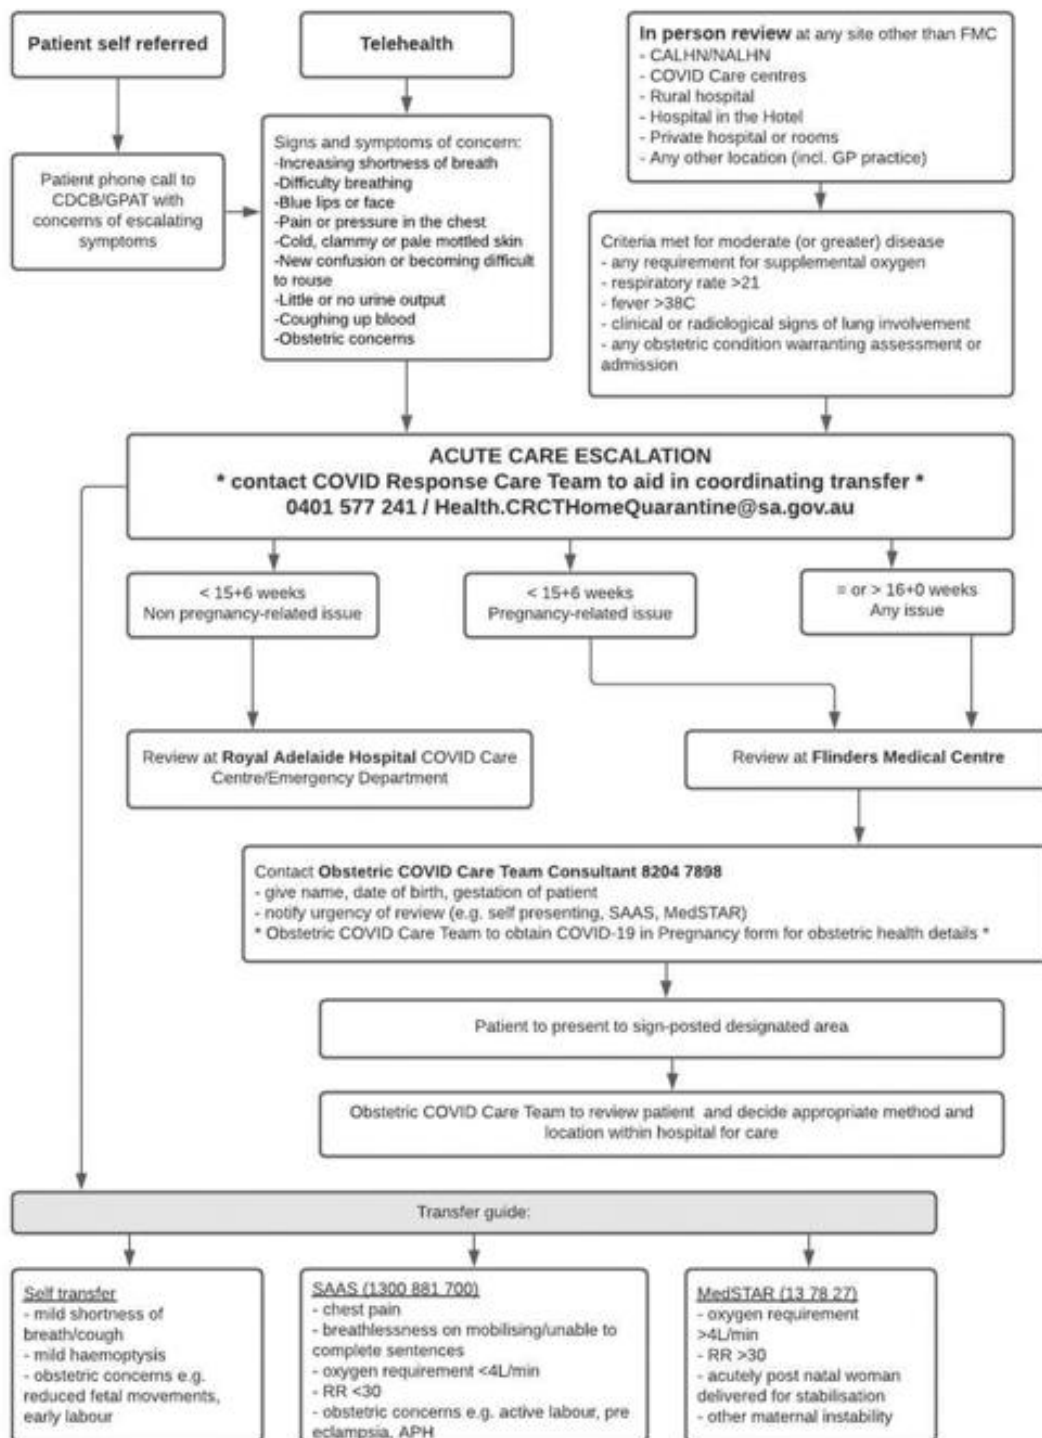 Patient self referred
Telehealth
In person review at any site other than FMC
- CALHN/NALHN
- COVID Care centres
- Rural hospital
- Hospital in the Hotel
- Private hospital or rooms
- Any other location (incl. GP practice)
Patient phone call to
CDCB/GPAT with
concerns of escalating
symptoms
Signs and symptoms of concern:
-Increasing shortness of breath
-Difficulty breathing
-Blue lips or face
-Pain or pressure in the chest
-Cold, clammy or pale mottled skin
-New confusion or becoming difficult
to rouse
-Little or no urine output
-Coughing up blood
-Obstetric concerns
Criteria met for moderate (or greater) disease
- any requirement for supplemental oxygen
- respiratory rate >21
- fever >38C
- clinical or radiological signs of lung involvement
- any obstetric condition warranting assessment or
admission
ACUTE CARE ESCALATION
* contact COVID Response Care Team to aid in coordinating transfer *
0401 577 241 / Health.CRCTHomeQuarantine@sa.gov.au
< 15+6 weeks
Non pregnancy-related issue
< 15+6 weeks
Pregnancy-related issue
= or > 16+0 weeks
Any issue
Review at Royal Adelaide Hospital COVID Care
Centre/Emergency Department
Review at Flinders Medical Centre
Contact Obstetric COVID Care Team Consultant 8204 7898
- give name, date of birth, gestation of patient
- notify urgency of review (e.g. self presenting, SAAS, MedSTAR)
* Obstetric COVID Care Team to obtain COVID-19 in Pregnancy form for obstetric health details *
Patient to present to sign-posted designated area
Obstetric COVID Care Team to review patient and decide appropriate method and
location within hospital for care
Transfer guide:
Self transfer
- mild shortness of
breath/cough
- mild haemoptysis
- obstetric concerns e.g.
reduced fetal movements,
early labour
SAAS (1300 881 700)
- chest pain
- breathlessness on mobilising/unable to
complete sentences
- oxygen requirement <4L/min
- RR <30
- obstetric concerns e.g. active labour, pre
eclampsia, APH
MedSTAR (13 78 27)
- oxygen requirement
>4L/min
- RR >30
- acutely post natal woman
delivered for stabilisation
- other maternal instability